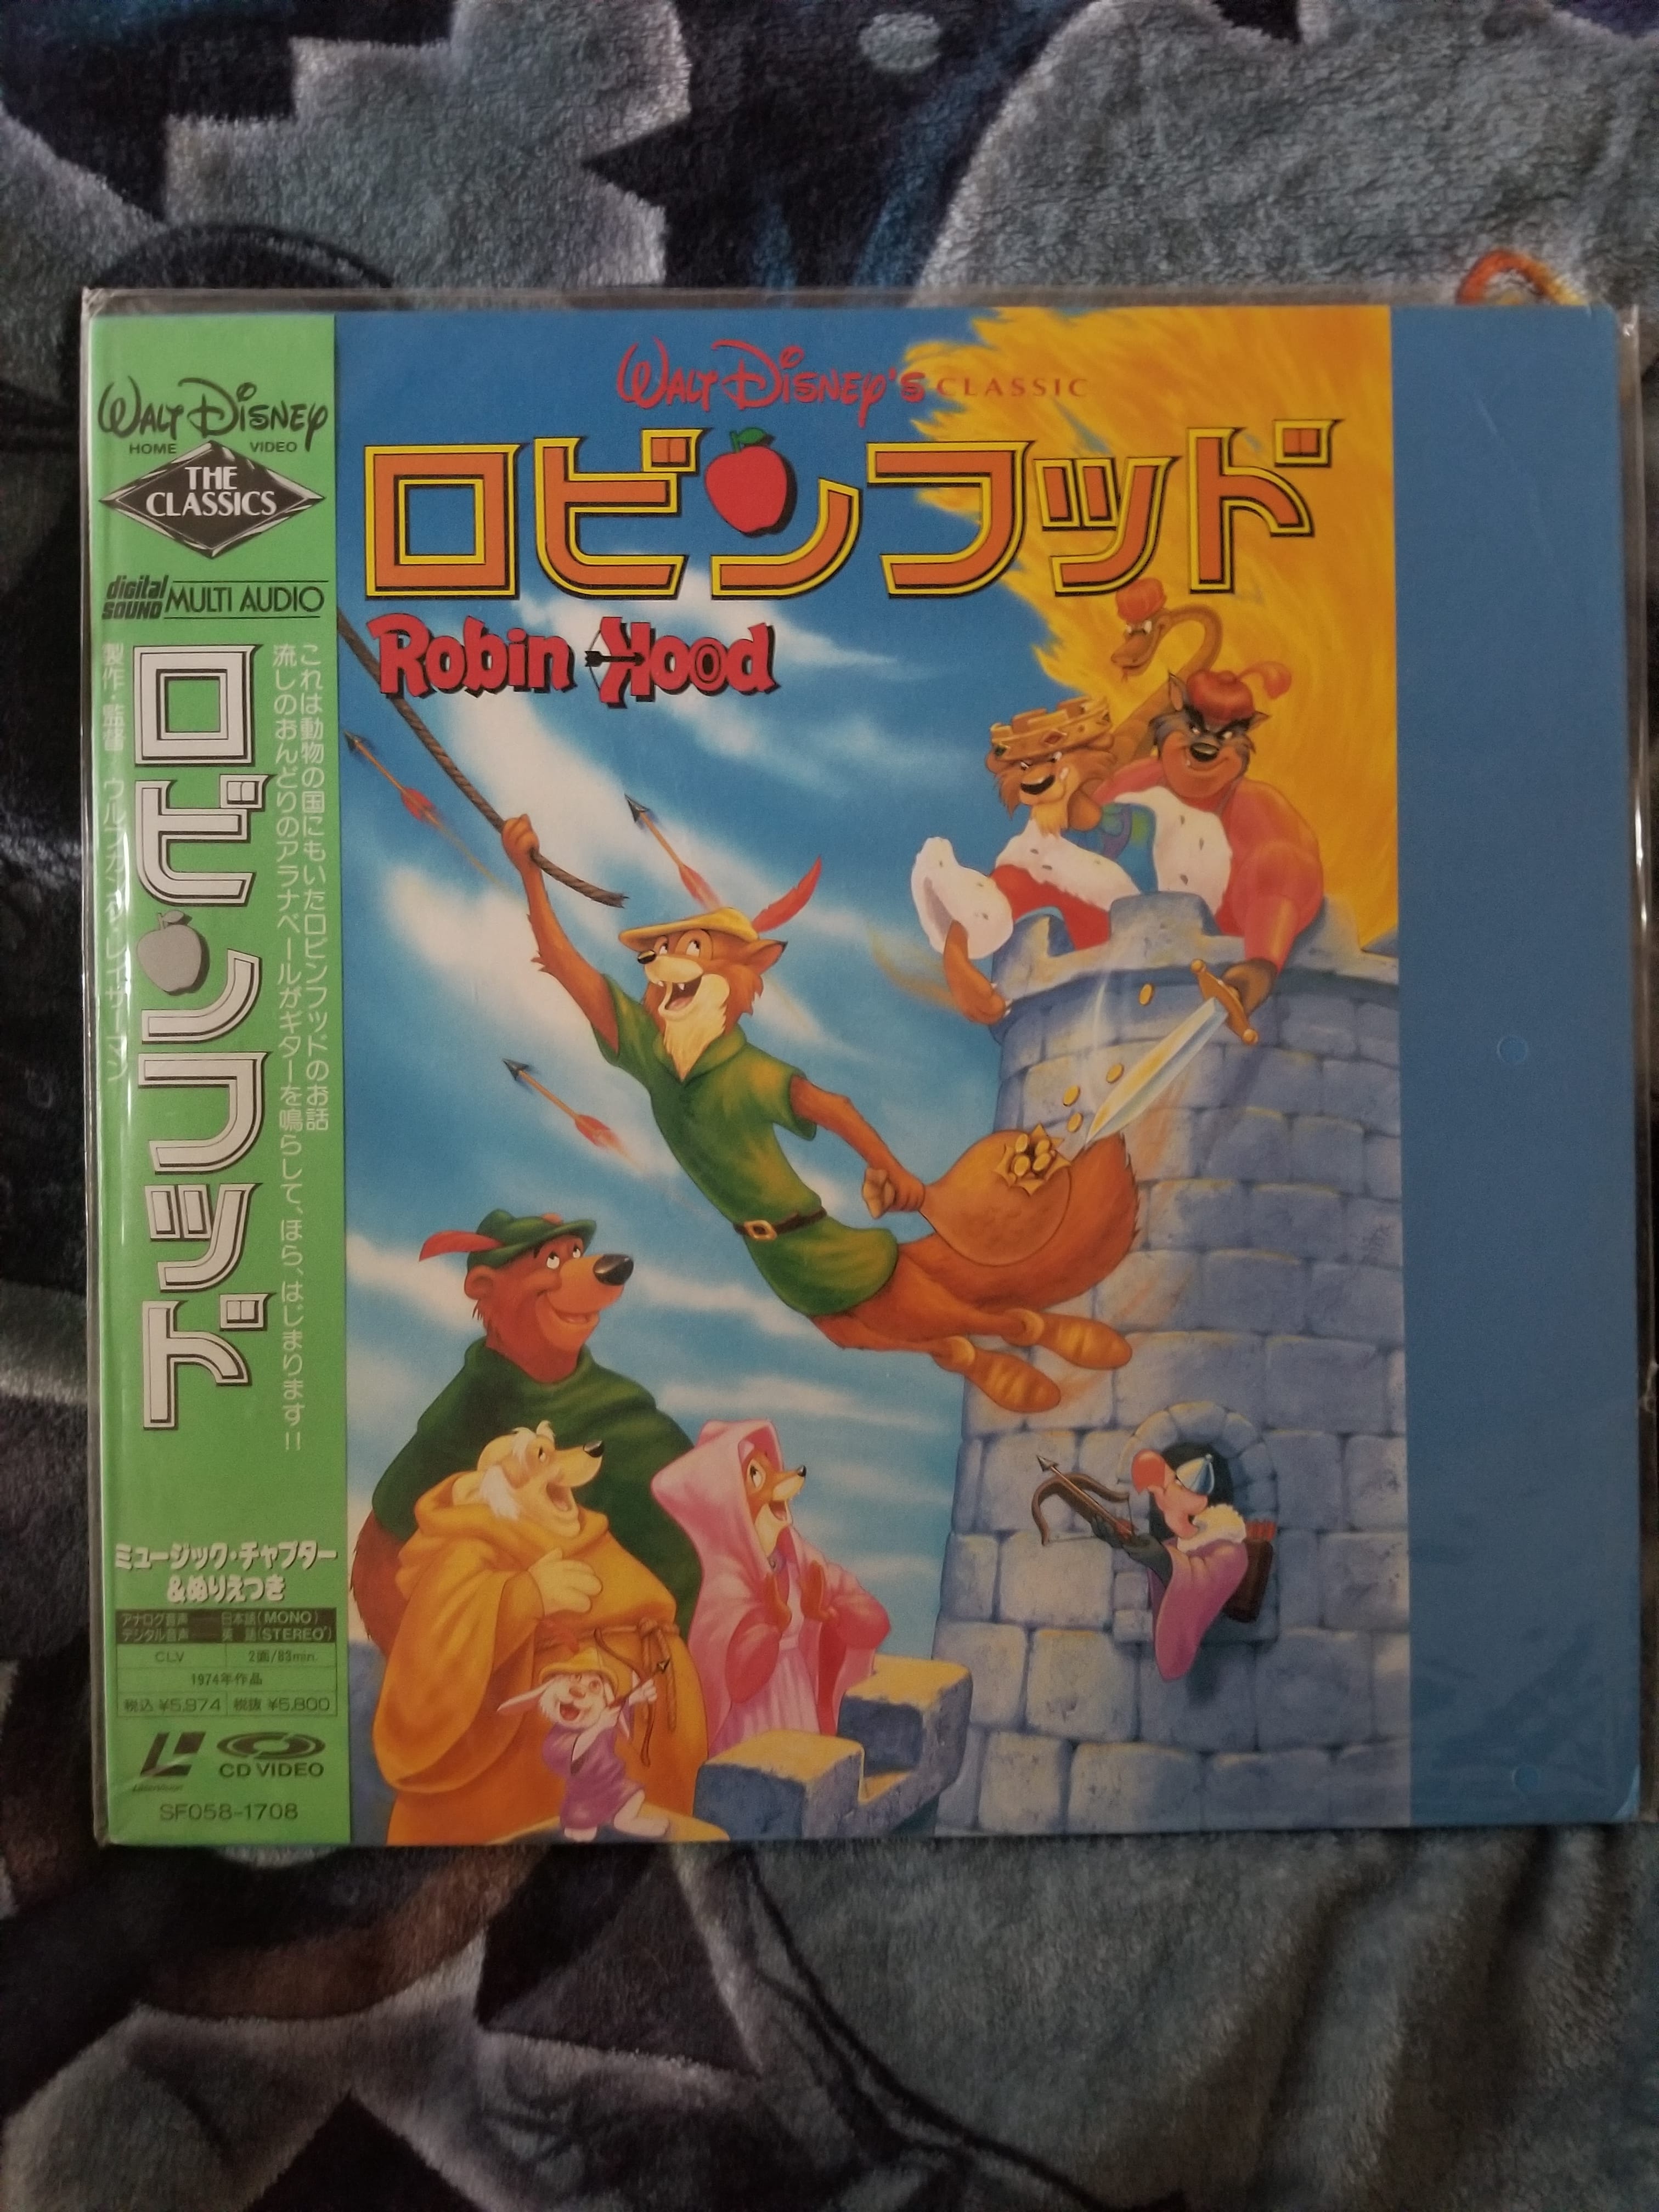 WALT DISNEY
HOME VIDEO
THE
CLASSICS
digital
SOUND
MULTI AUDIO
これは動物の国にもいたロビンフッドのお話
流しのおんどりのアラナベールがギターを鳴らして、ほら、はじまります!!
ロビンフッド
製作・監督 ウルフガング・レイザーマン
ミュージック・チャプター
&ぬりえつき
アナログ音声 日本語(MONO)
デジタル音声 英 語(STEREO)
CLV 2面/83min.
1974年作品
税込 ¥5,974 税抜 ¥5,800
CD VIDEO
SF058-1708
WALT DISNEY'S CLASSIC
ロビンフッド
Robin Hood